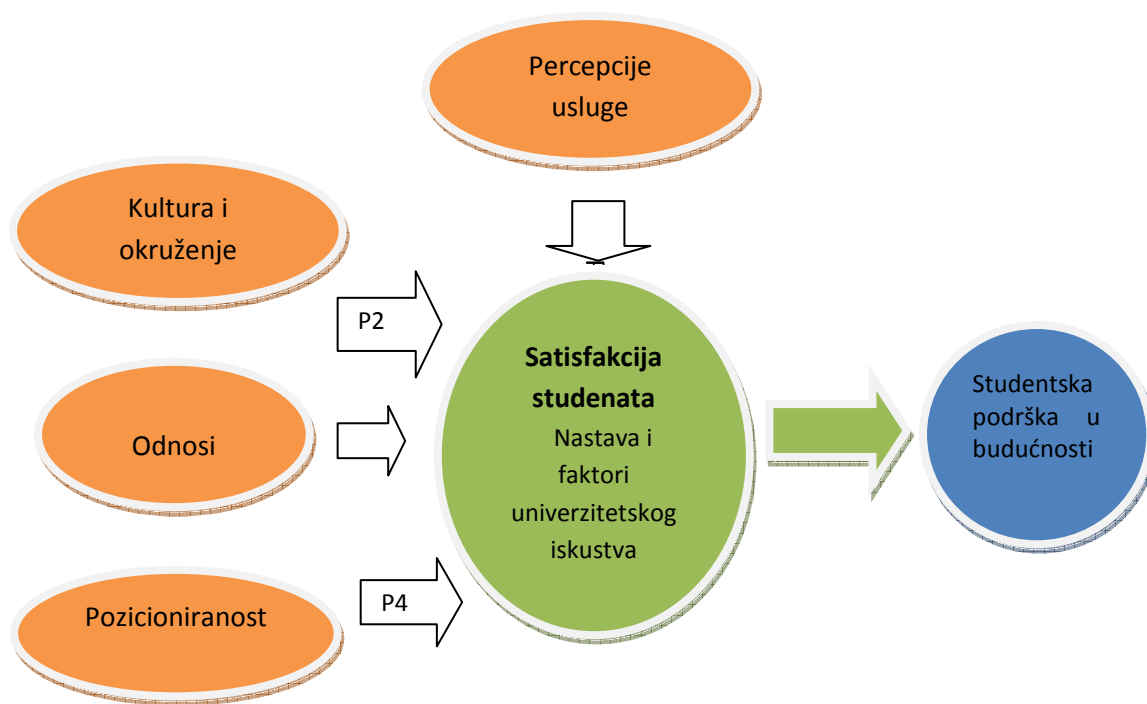 Percepcije
usluge
Kultura i
okruženje
P2
Satisfakcija
studenata
Nastava i
faktori
univerzitetskog
iskustva
Studentska
podrška u
budućnosti
Odnosi
P4
Pozicioniranost